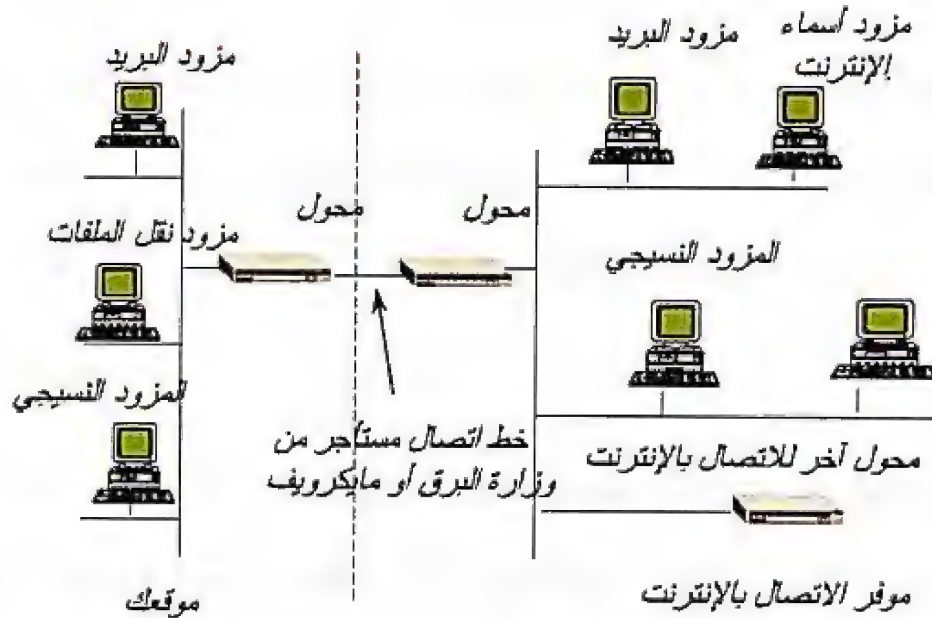 مزود أسماء
الإنترنت
مزود البريد
مزود البريد
محول
محول
مزود نقل الملفات
المزود النسيجي
المزود النسيجي
خط اتصال مستأجر من
وزارة البرق أو مايكرويف
محول آخر للاتصال بالإنترنت
موفر الاتصال بالإنترنت
موقعك